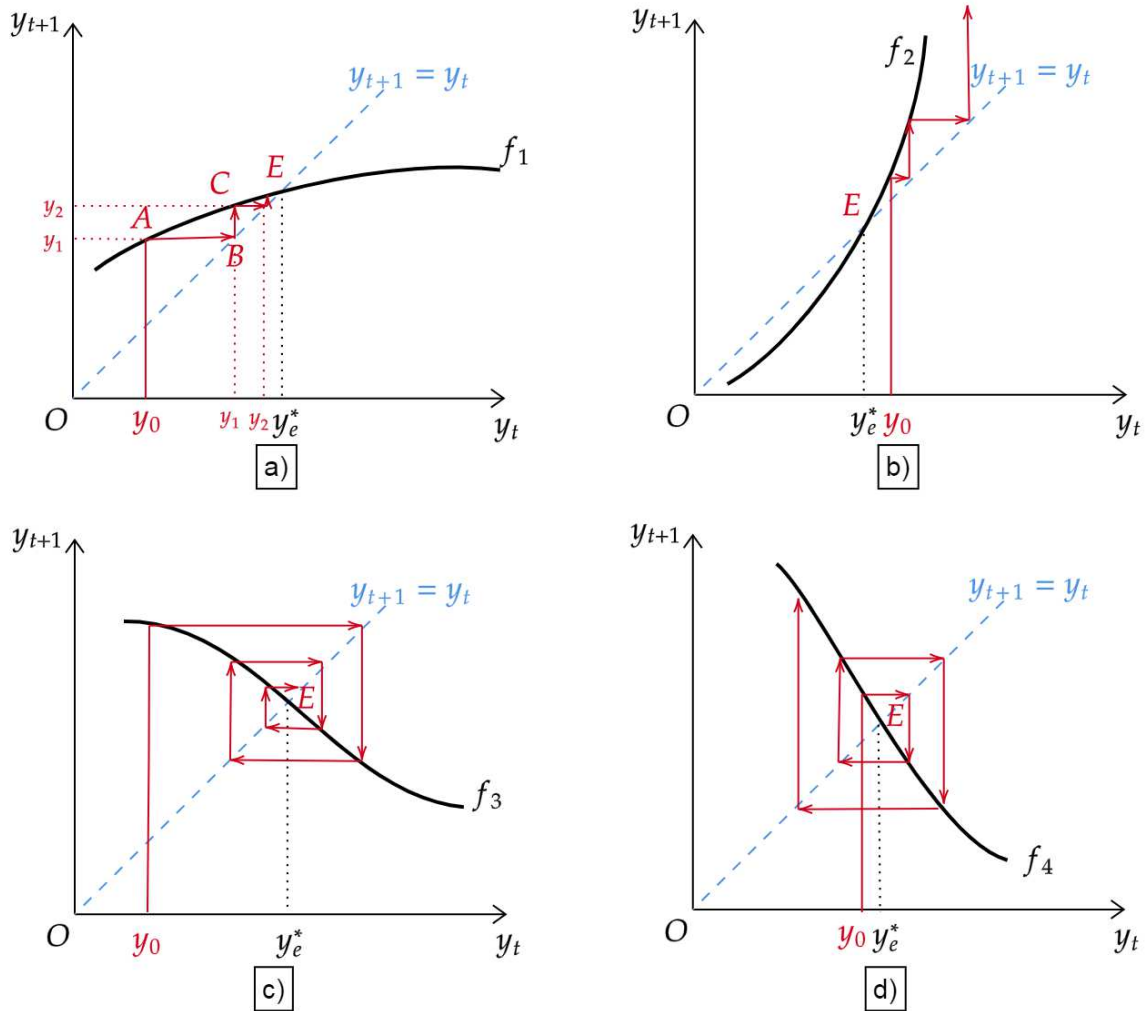 y_{t+1}
y_{t+1} = y_t
f_1
E
C
A
y_2
y_1
B
O
y_0
y_1
y_2
y_e^*
y_t
a)
y_{t+1}
f_2
y_{t+1} = y_t
E
O
y_e^*
y_0
y_t
b)
y_{t+1}
y_{t+1} = y_t
E
f_3
O
y_0
y_e^*
y_t
c)
y_{t+1}
y_{t+1} = y_t
E
f_4
O
y_0
y_e^*
y_t
d)